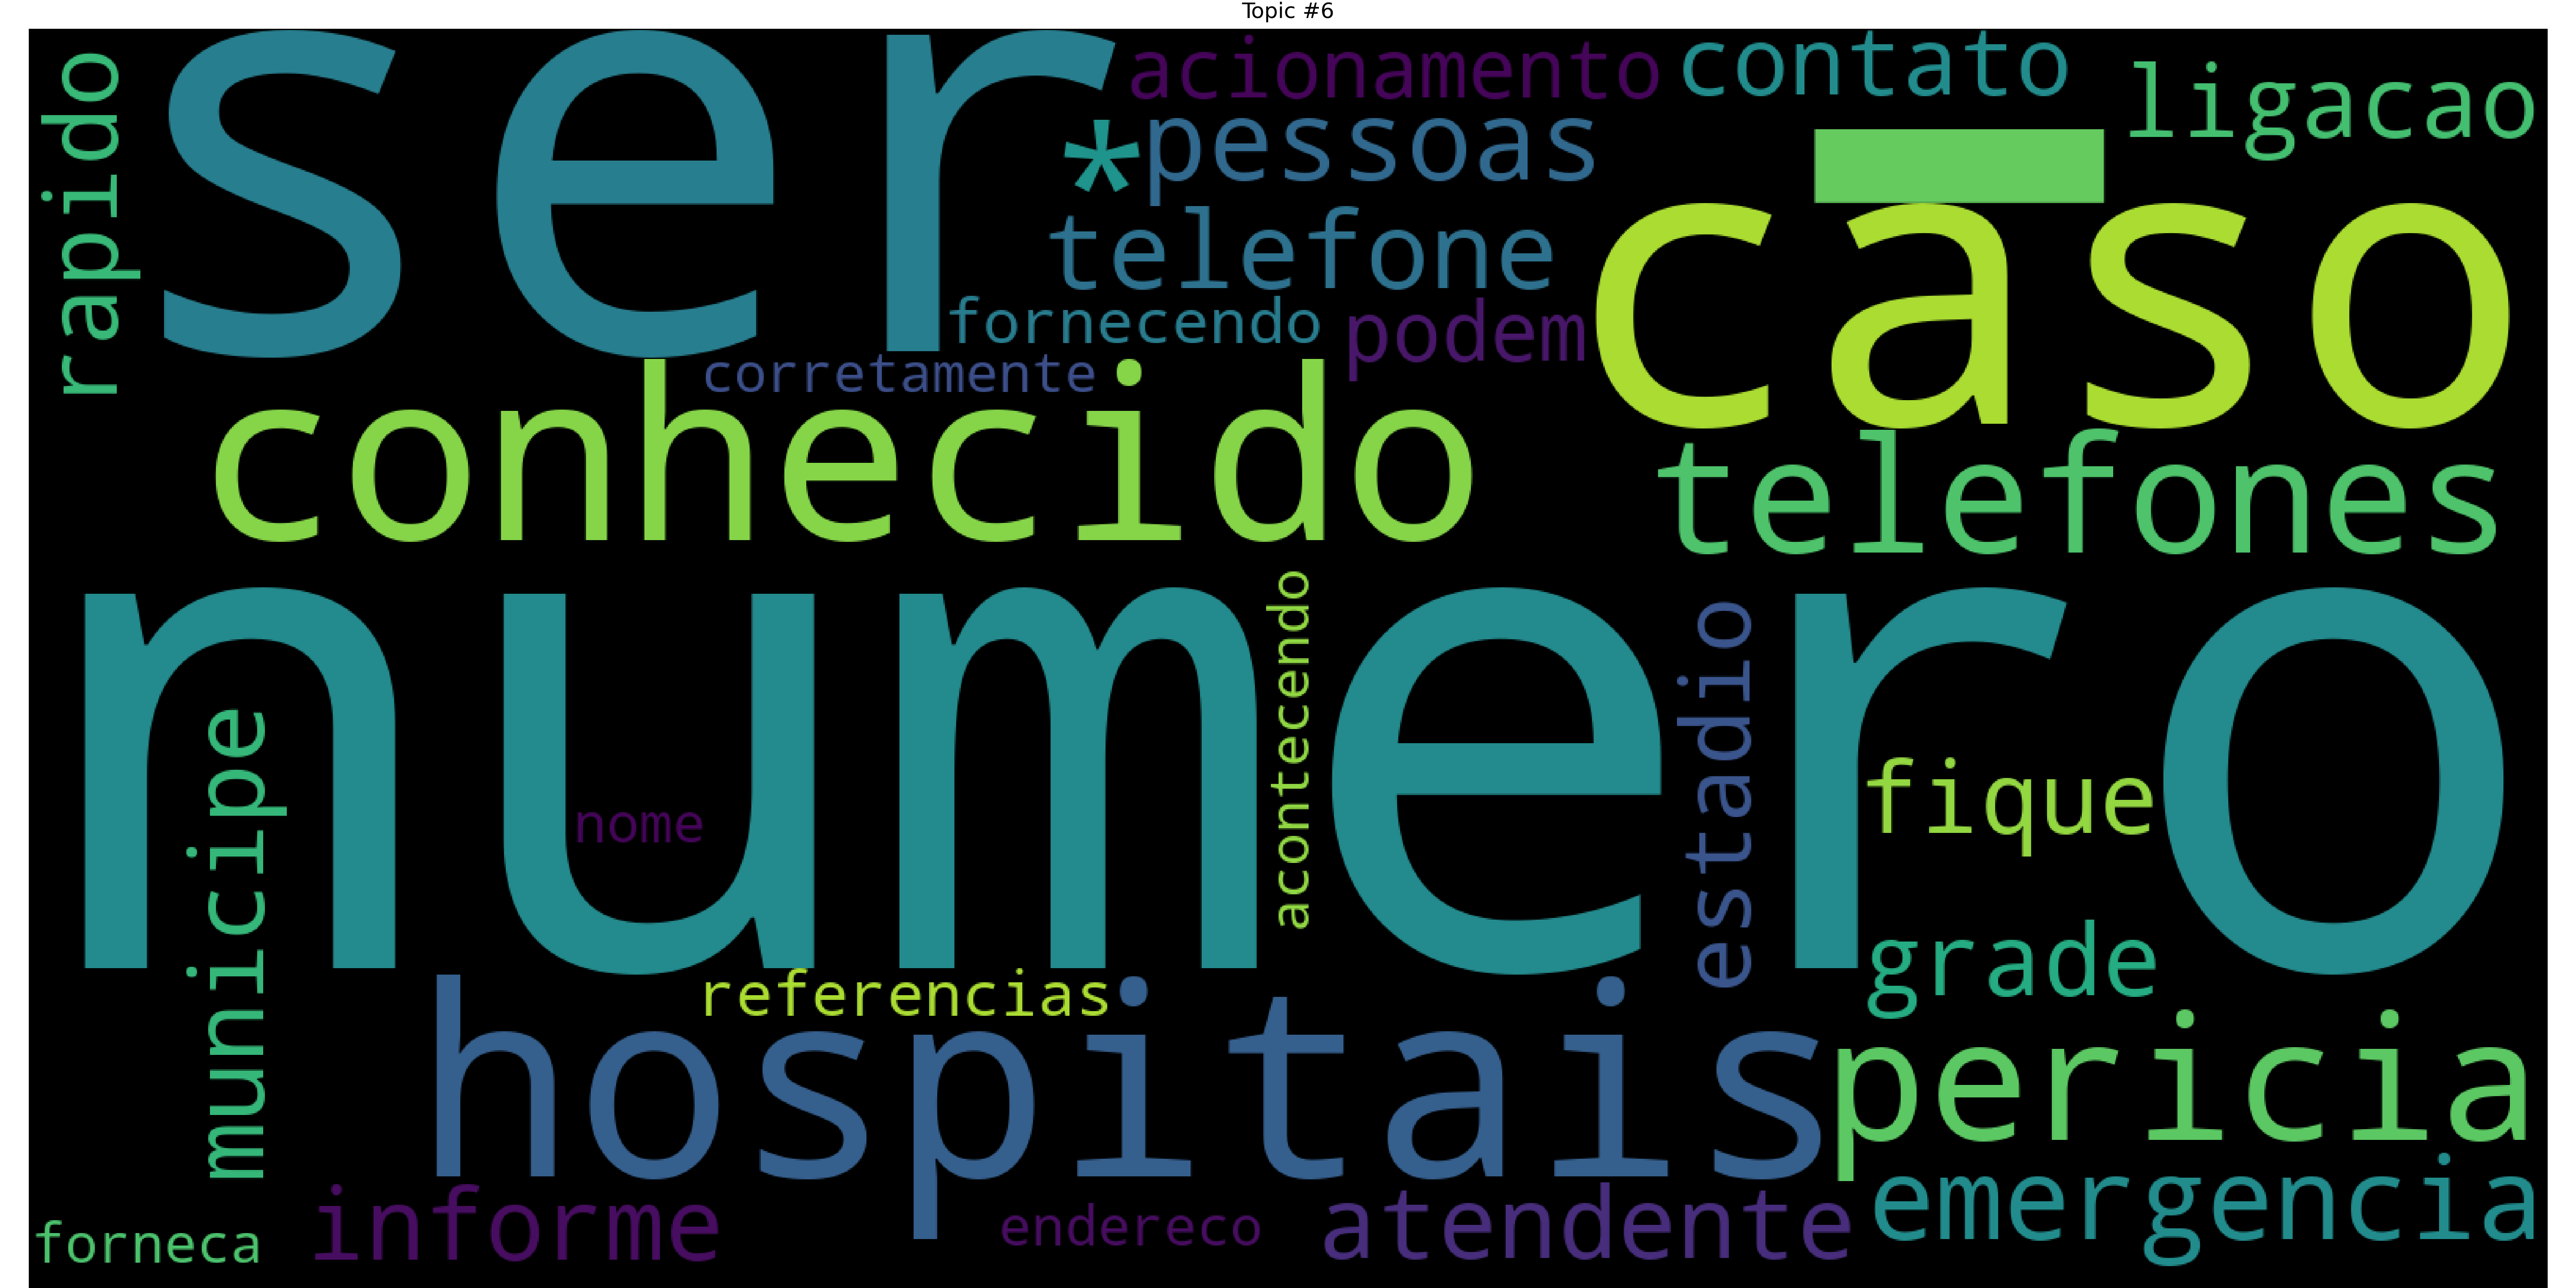 Topic #6
rapido
ser
acionamento
contato
ligacao
*
pessoas
telefone
caso
fornecendo
podem
corretamente
conhecido
telefones
numero
acontecendo
estadio
fique
nome
municipe
grade
referencias
hospitais
pericia
emergencia
informe
endereco
atendente
forneca